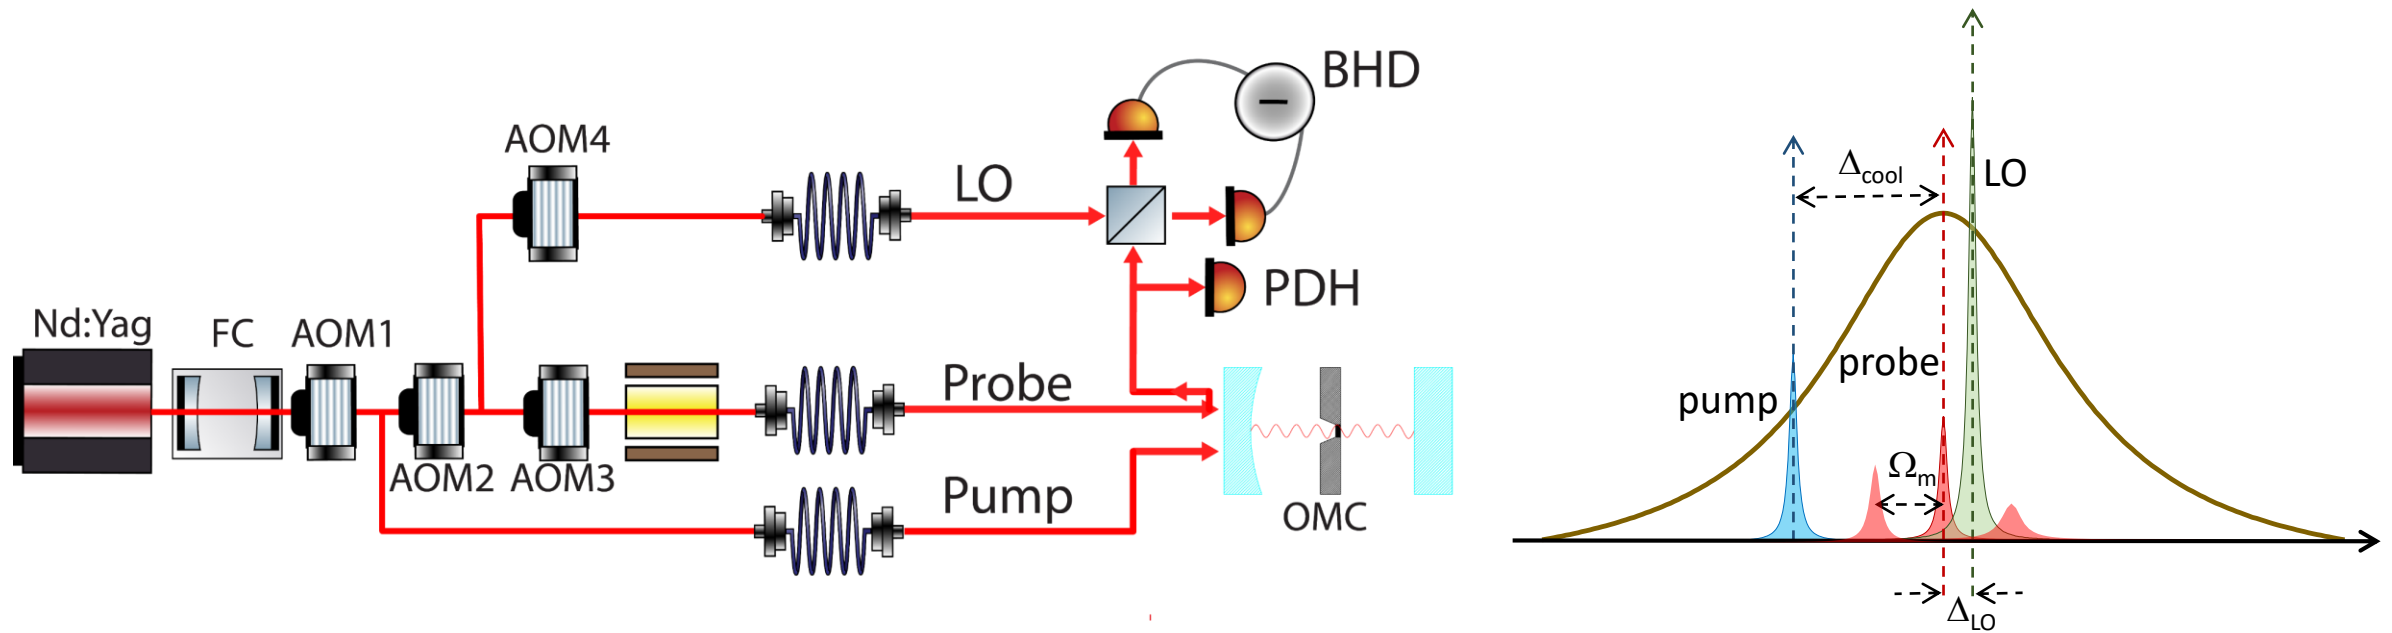 BHD
AOM4
LO
PDH
Nd:Yag
FC
AOM1
AOM2
AOM3
Probe
Pump
OMC
−
Δcool
LO
probe
pump
Ωm
ΔLO